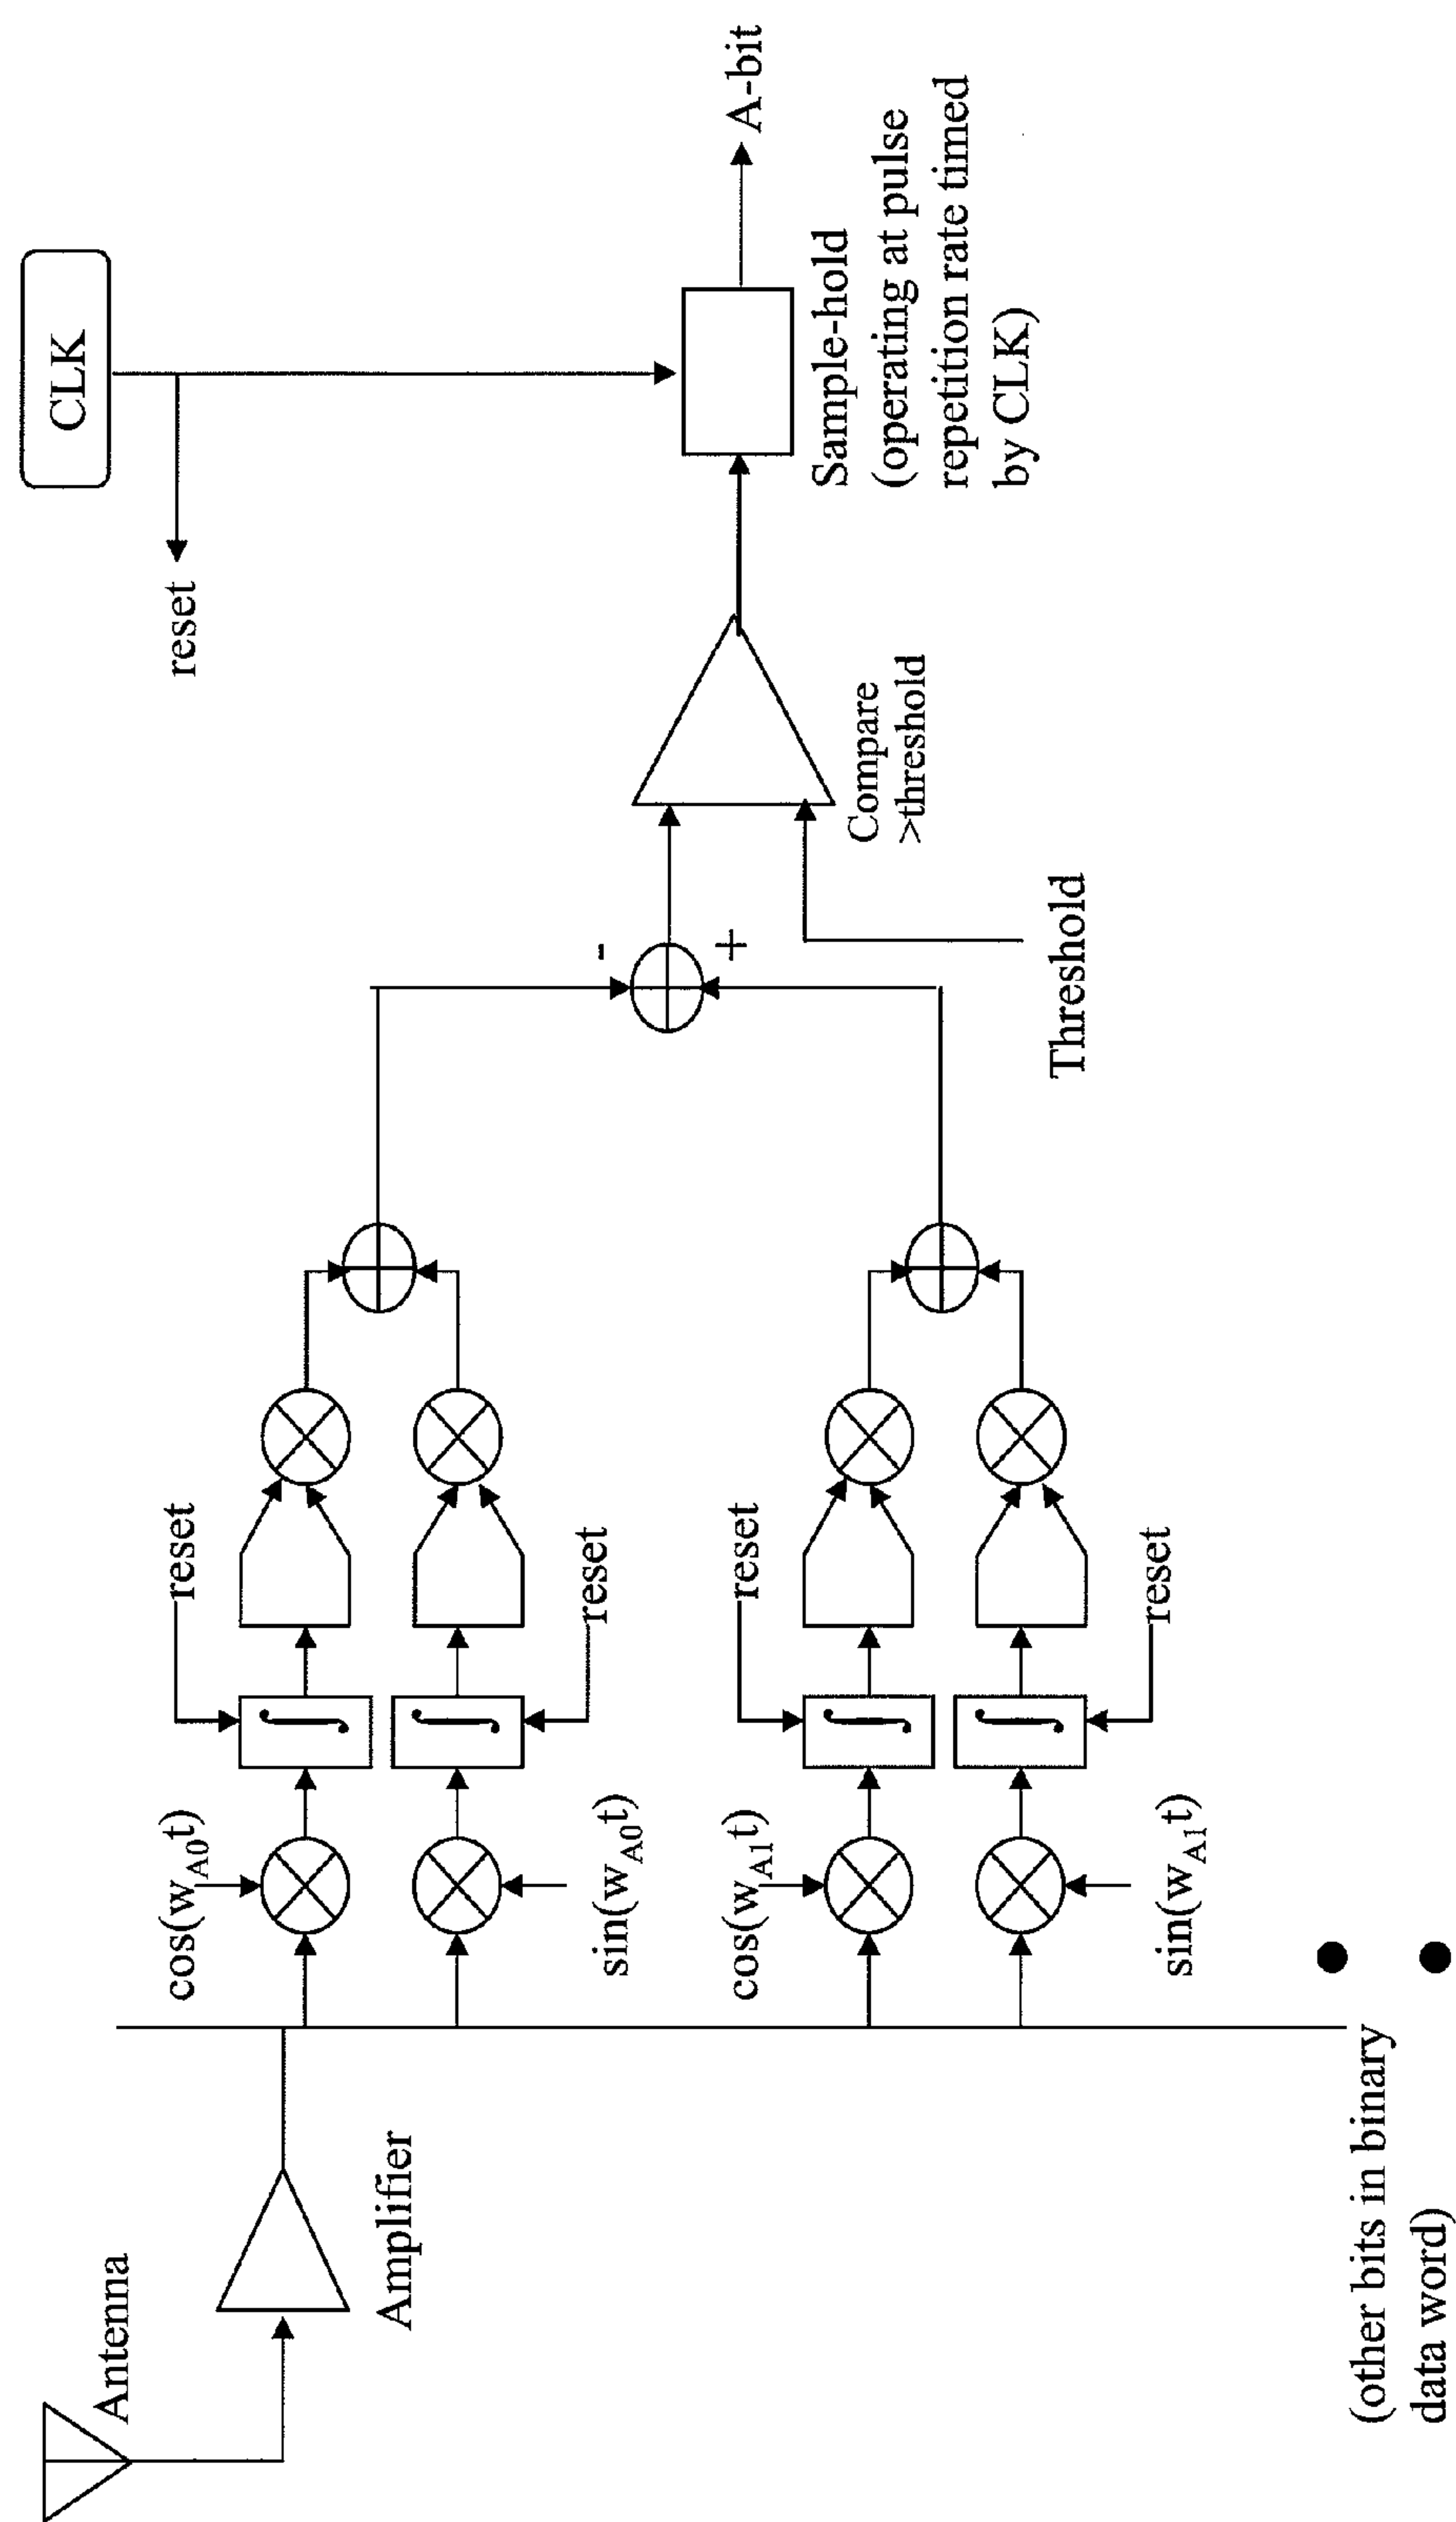 CLK
reset
A-bit
Sample-hold
(operating at pulse
repetition rate timed
by CLK)
Compare
>threshold
-
+
Threshold
reset
reset
reset
reset
∫
∫
∫
∫
cos(w_A0t)
sin(w_A0t)
cos(w_A1t)
sin(w_A1t)
Antenna
Amplifier
(other bits in binary
data word)